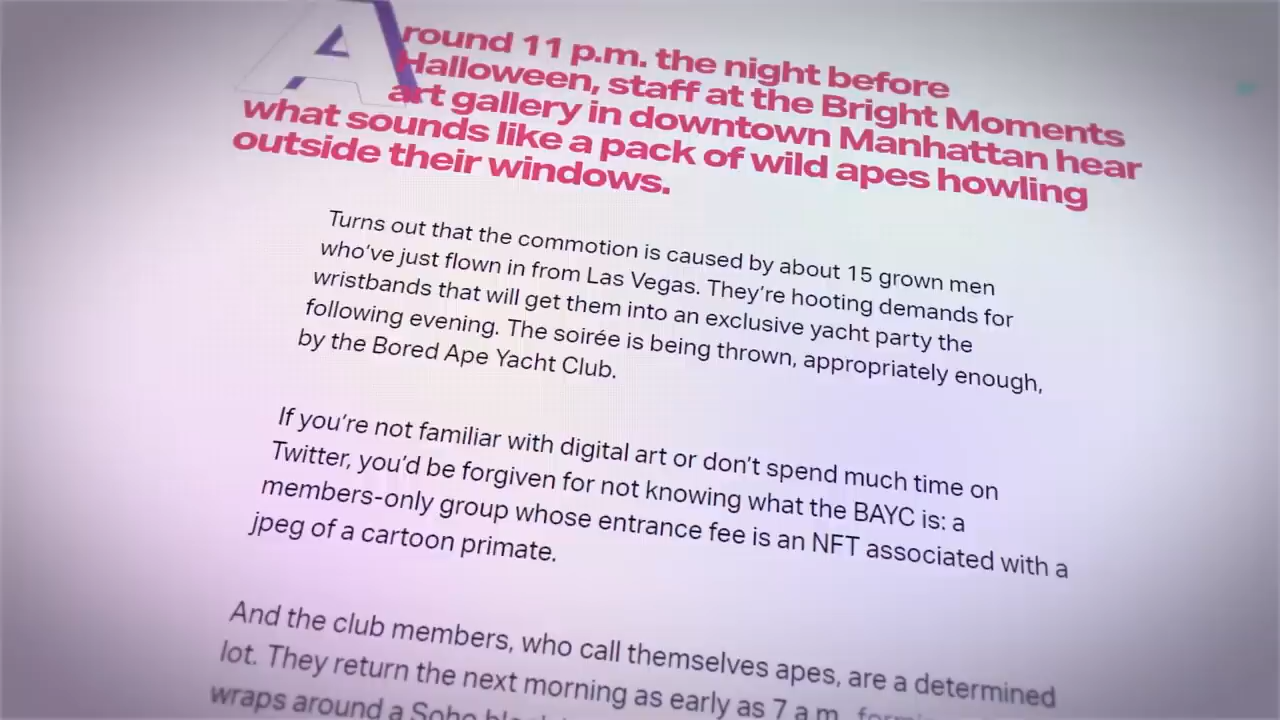 Around 11 p.m. the night before
Halloween, staff at the Bright Moments
art gallery in downtown Manhattan hear
what sounds like a pack of wild apes howling
outside their windows.
Turns out that the commotion is caused by about 15 grown men
who've just flown in from Las Vegas. They're hooting demands for
wristbands that will get them into an exclusive yacht party the
following evening. The soirée is being thrown, appropriately enough,
by the Bored Ape Yacht Club.
If you're not familiar with digital art or don't spend much time on
Twitter, you'd be forgiven for not knowing what the BAYC is: a
members-only group whose entrance fee is an NFT associated with a
jpeg of a cartoon primate.
And the club members, who call themselves apes, are a determined
lot. They return the next morning as early as 7 a.m.
wraps around a Soho